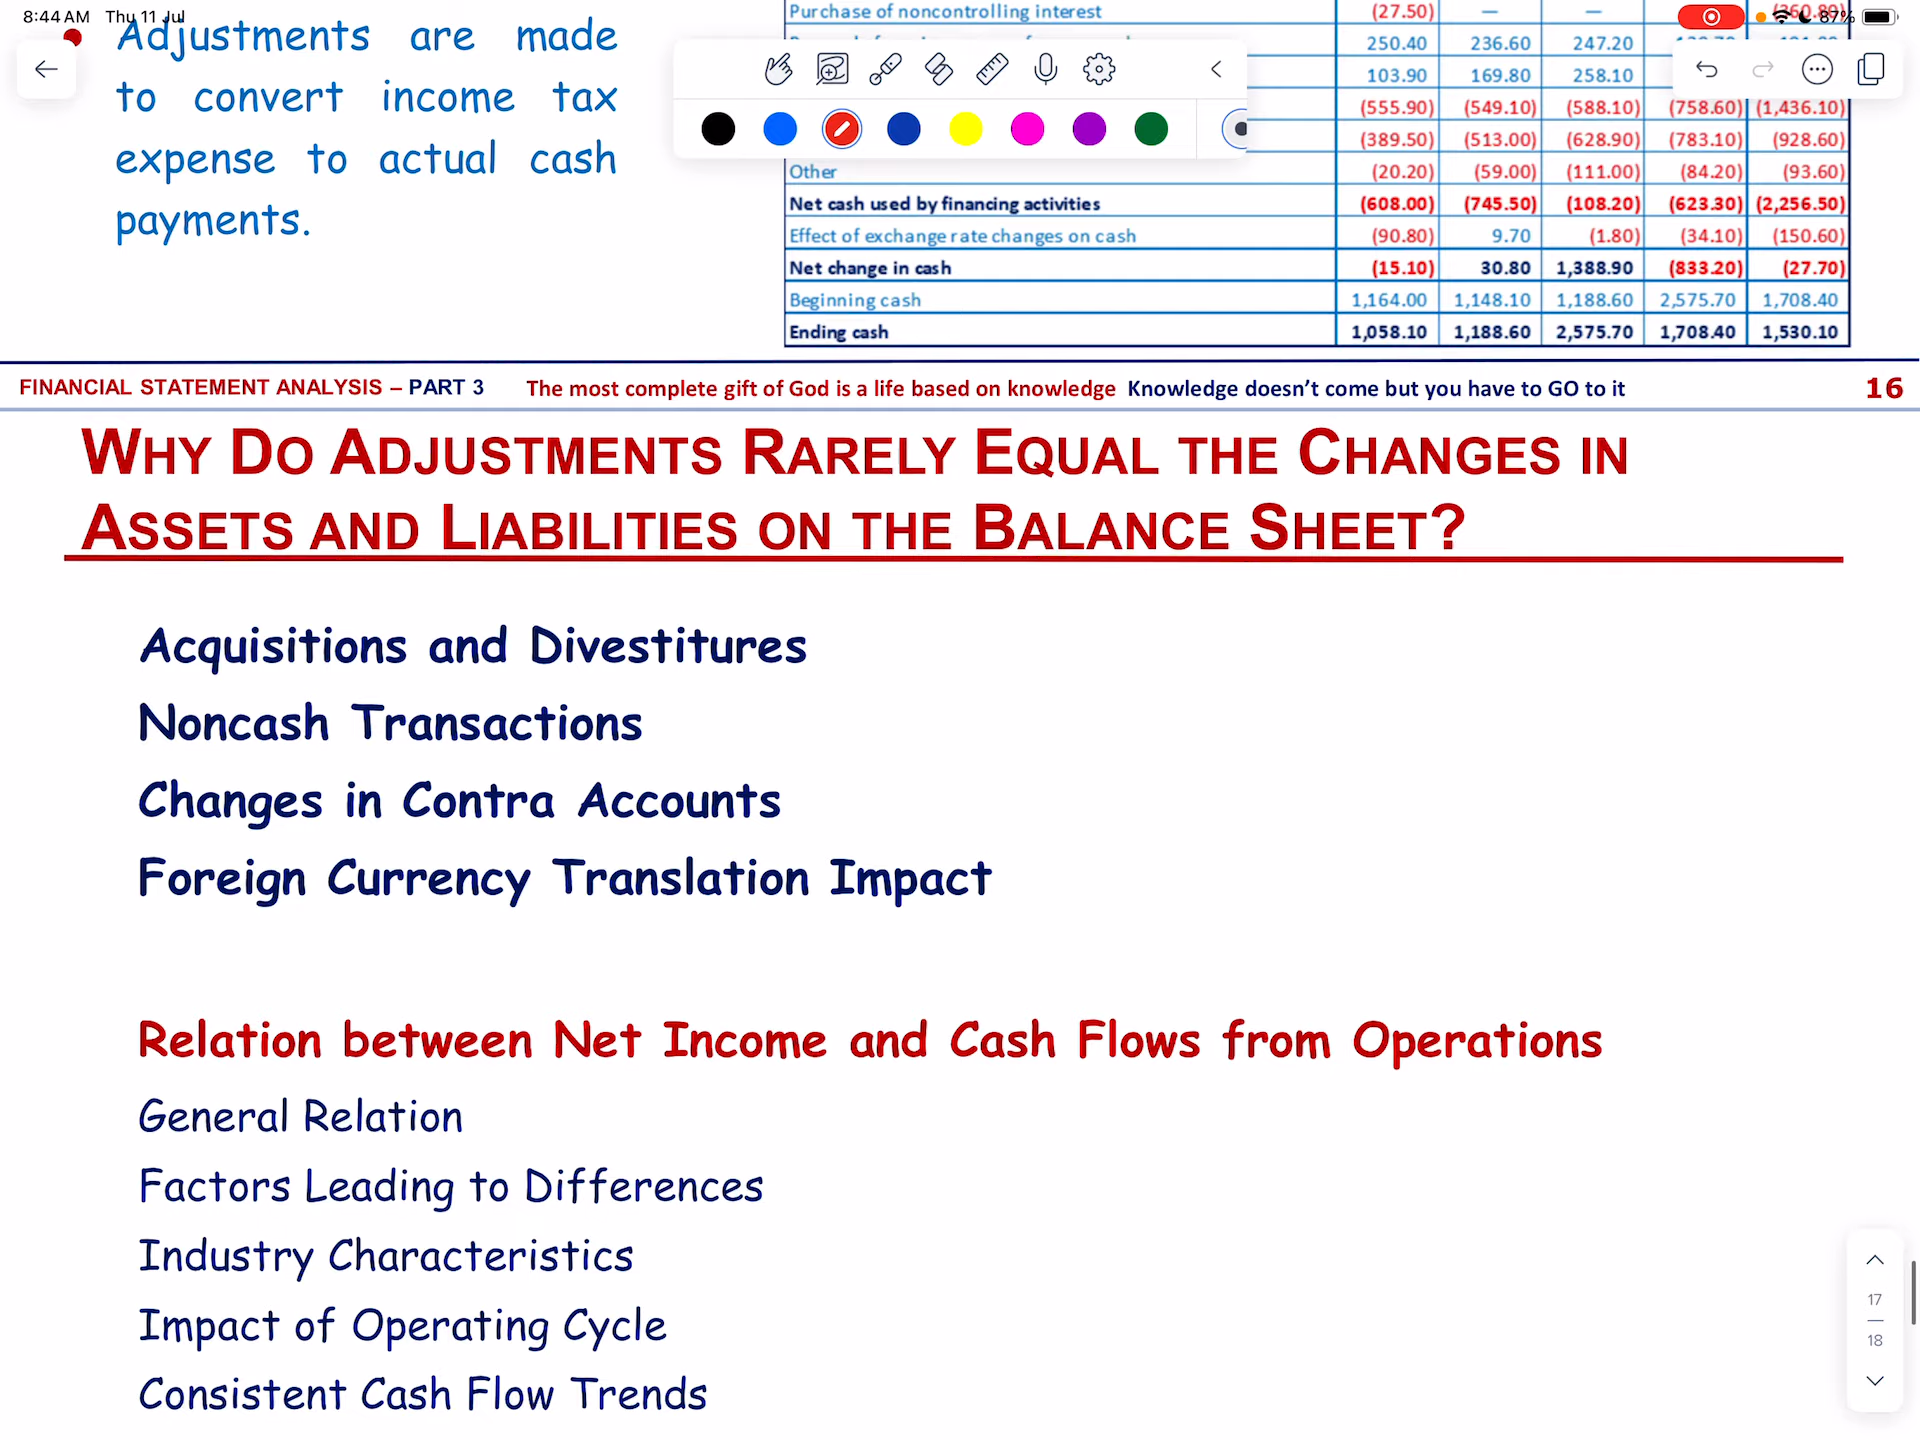 8:44 AM Thu 11 Jul
87%
Adjustments are made
to convert income tax
expense to actual cash
payments.
Purchase of noncontrolling interest (27.50) — — (360.80)
250.40 236.60 247.20
103.90 169.80 258.10
(555.90) (549.10) (588.10) (758.60) (1,436.10)
(389.50) (513.00) (628.90) (783.10) (928.60)
Other (20.20) (59.00) (111.00) (84.20) (93.60)
Net cash used by financing activities (608.00) (745.50) (108.20) (623.30) (2,256.50)
Effect of exchange rate changes on cash (90.80) 9.70 (1.80) (34.10) (150.60)
Net change in cash (15.10) 30.80 1,388.90 (833.20) (27.70)
Beginning cash 1,164.00 1,148.10 1,188.60 2,575.70 1,708.40
Ending cash 1,058.10 1,188.60 2,575.70 1,708.40 1,530.10
FINANCIAL STATEMENT ANALYSIS – PART 3 The most complete gift of God is a life based on knowledge Knowledge doesn’t come but you have to GO to it 16
WHY DO ADJUSTMENTS RARELY EQUAL THE CHANGES IN
ASSETS AND LIABILITIES ON THE BALANCE SHEET?
Acquisitions and Divestitures
Noncash Transactions
Changes in Contra Accounts
Foreign Currency Translation Impact
Relation between Net Income and Cash Flows from Operations
General Relation
Factors Leading to Differences
Industry Characteristics
Impact of Operating Cycle
Consistent Cash Flow Trends
17
18